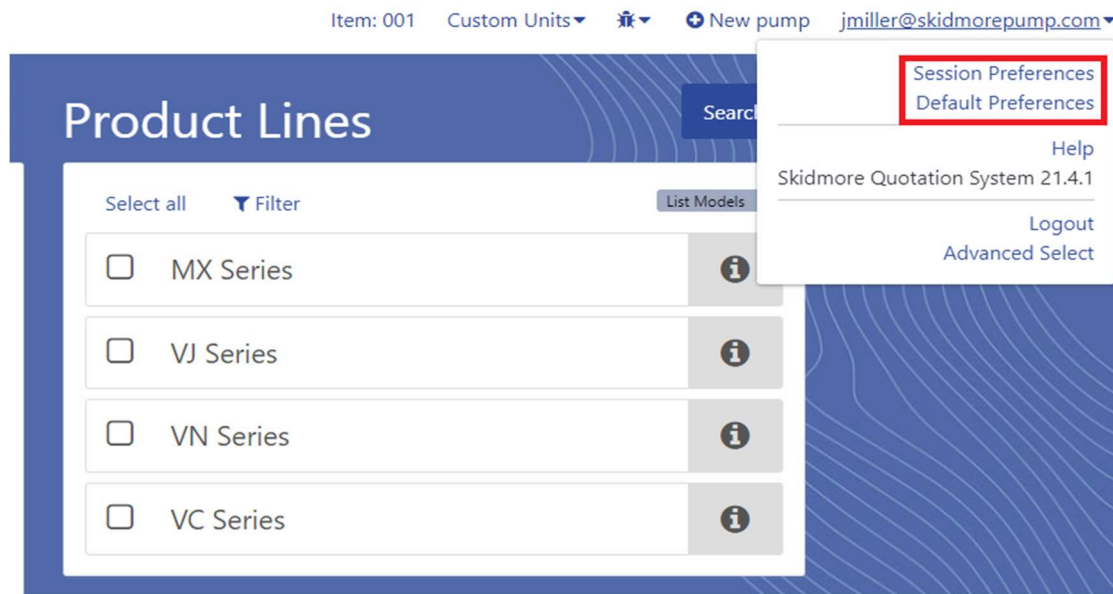 Item: 001 Custom Units New pump jmiller@skidmorepump.com
Session Preferences
Default Preferences
Help
Skidmore Quotation System 21.4.1
Logout
Advanced Select
Product Lines
Searc
Select all Filter List Models
MX Series
VJ Series
VN Series
VC Series